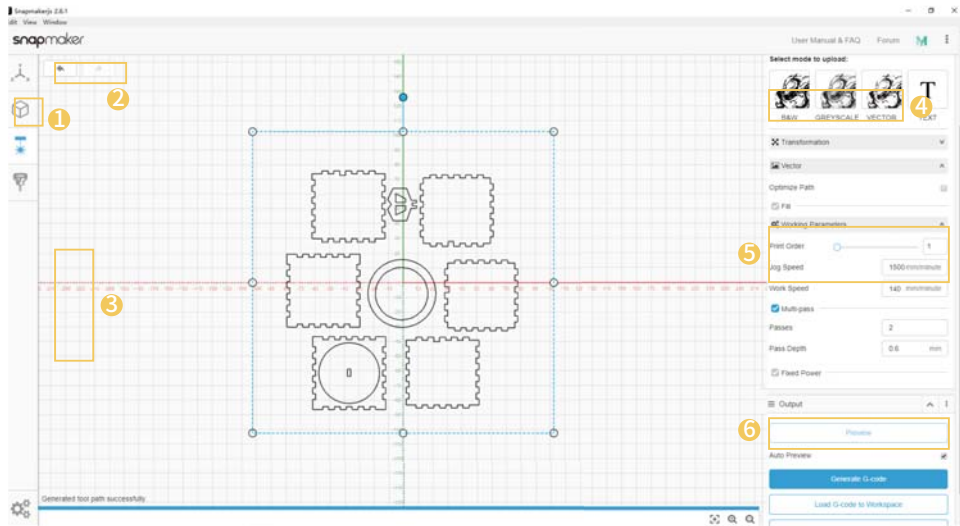 Snapmakerjs 2.6.1
dit View Window
snapmaker
User Manual & FAQ Forum
Select mode to upload:
T
B&W GREYSCALE VECTOR TEXT
1
2
3
4
5
6
Transformation
Vector
Optimize Path
Fill
Working Parameters
Print Order 1
Jog Speed 1500 mm/minute
Work Speed 140 mm/minute
Multi-pass
Passes 2
Pass Depth 0.6 mm
Fixed Power
Output
Preview
Auto Preview
Generate G-code
Load G-code to Workspace
Generated tool path successfully